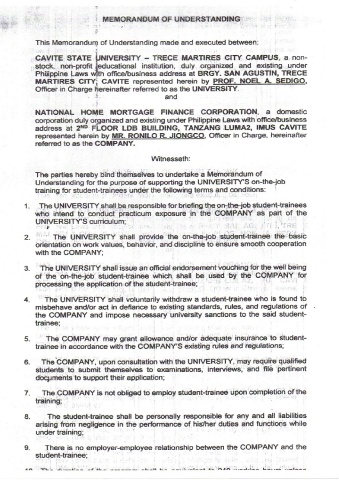 MEMORANDUM OF UNDERSTANDING
This Memorandum of Understanding made and executed between:
CAVITE STATE UNIVERSITY – TRECE MARTIRES CITY CAMPUS, a non-
stock, non-profit educational institution, duly organized and existing under
Philippine Laws with office/business address at BRGY. SAN AGUSTIN, TRECE
MARTIRES CITY, CAVITE represented herein by PROF. NOEL A. SEDIGO,
Officer in Charge hereinafter referred to as the UNIVERSITY.
and
NATIONAL HOME MORTGAGE FINANCE CORPORATION, a domestic
corporation duly organized and existing under Philippine Laws with office/business
address at 2ND FLOOR LDB BUILDING, TANZANG LUMA2, IMUS CAVITE
represented herein by MR. RONILO R. JIONGCO, Officer in Charge, hereinafter
referred to as the COMPANY.
Witnesseth:
The parties hereby bind themselves to undertake a Memorandum of
Understanding for the purpose of supporting the UNIVERSITY'S on-the-job
training for student-trainees under the following terms and conditions:
1. The UNIVERSITY shall be responsible for briefing the on-the-job student-trainees
who intend to conduct practicum exposure in the COMPANY as part of the
UNIVERSITY'S curriculum;
2. The UNIVERSITY shall provide the on-the-job student-trainee the basic
orientation on work values, behavior, and discipline to ensure smooth cooperation
with the COMPANY;
3. The UNIVERSITY shall issue an official endorsement vouching for the well being
of the on-the-job student-trainee which shall be used by the COMPANY for
processing the application of the student-trainee;
4. The UNIVERSITY shall voluntarily withdraw a student-trainee who is found to
misbehave and/or act in defiance to existing standards, rules, and regulations of
the COMPANY and impose necessary university sanctions to the said student-
trainee;
5. The COMPANY may grant allowance and/or adequate insurance to student-
trainee in accordance with the COMPANY'S existing rules and regulations;
6. The COMPANY, upon consultation with the UNIVERSITY, may require qualified
students to submit themselves to examinations, interviews, and file pertinent
documents to support their application;
7. The COMPANY is not obliged to employ student-trainee upon completion of the
training;
8. The student-trainee shall be personally responsible for any and all liabilities
arising from negligence in the performance of his/her duties and functions while
under training;
9. There is no employer-employee relationship between the COMPANY and the
student-trainee;